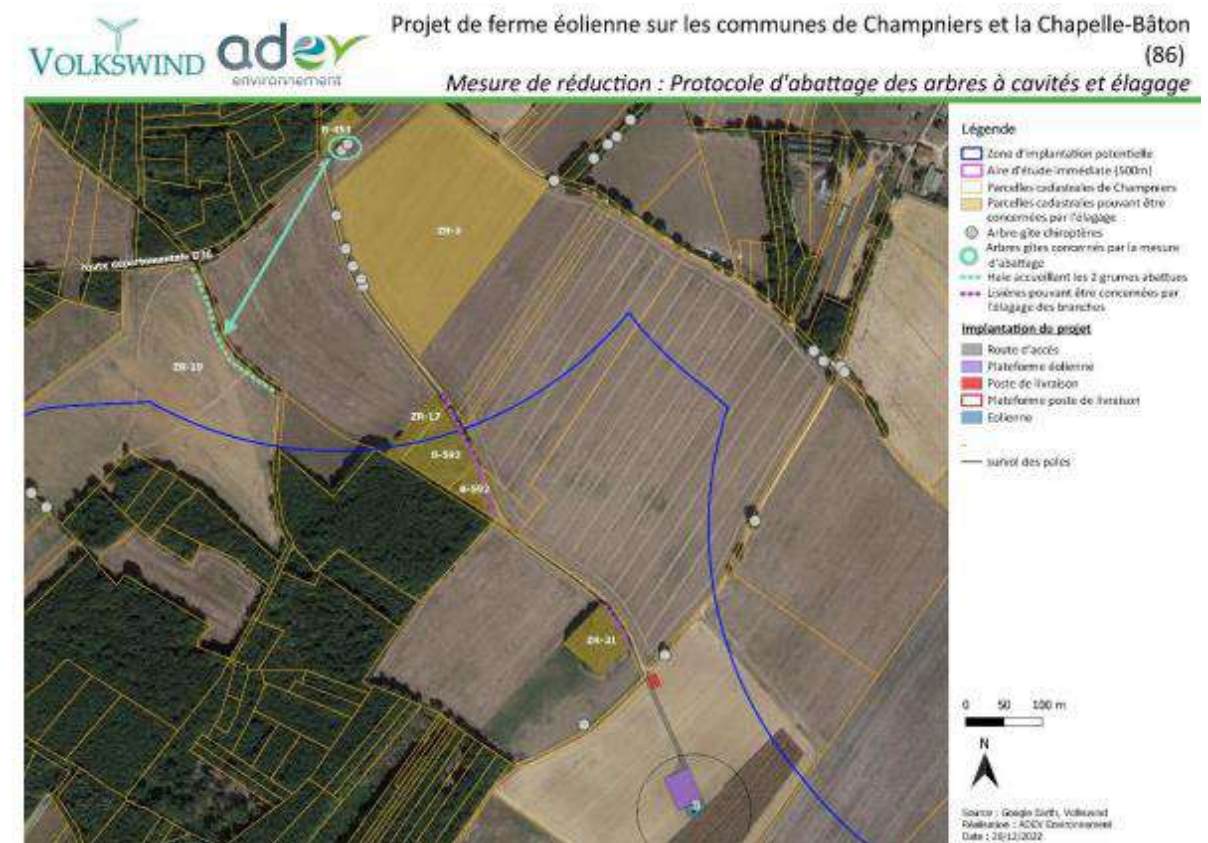 VOLKSWIND
adev
environnement
Projet de ferme éolienne sur les communes de Champniers et la Chapelle-Bâton
(86)
Mesure de réduction : Protocole d'abattage des arbres à cavités et élagage
B-453
ZR-3
route départementale D36
ZR-19
ZR-17
B-593
B-592
ZR-21
Légende
Zone d'implantation potentielle
Aire d'étude immédiate (500m)
Parcelles cadastrales de Champniers
Parcelles cadastrales pouvant être
concernées par l'élagage
Arbre gîte chiroptères
Arbres gîtes concernés par la mesure
d'abattage
Haie accueillant les 2 grumes abattues
Lisières pouvant être concernées par
l'élagage des branches
Implantation du projet
Route d'accès
Plateforme éolienne
Poste de livraison
Plateforme poste de livraison
Eolienne
survol des pales
0 50 100 m
N
Source : Google Earth, Volkswind
Réalisation : ADEV Environnement
Date : 20/12/2022